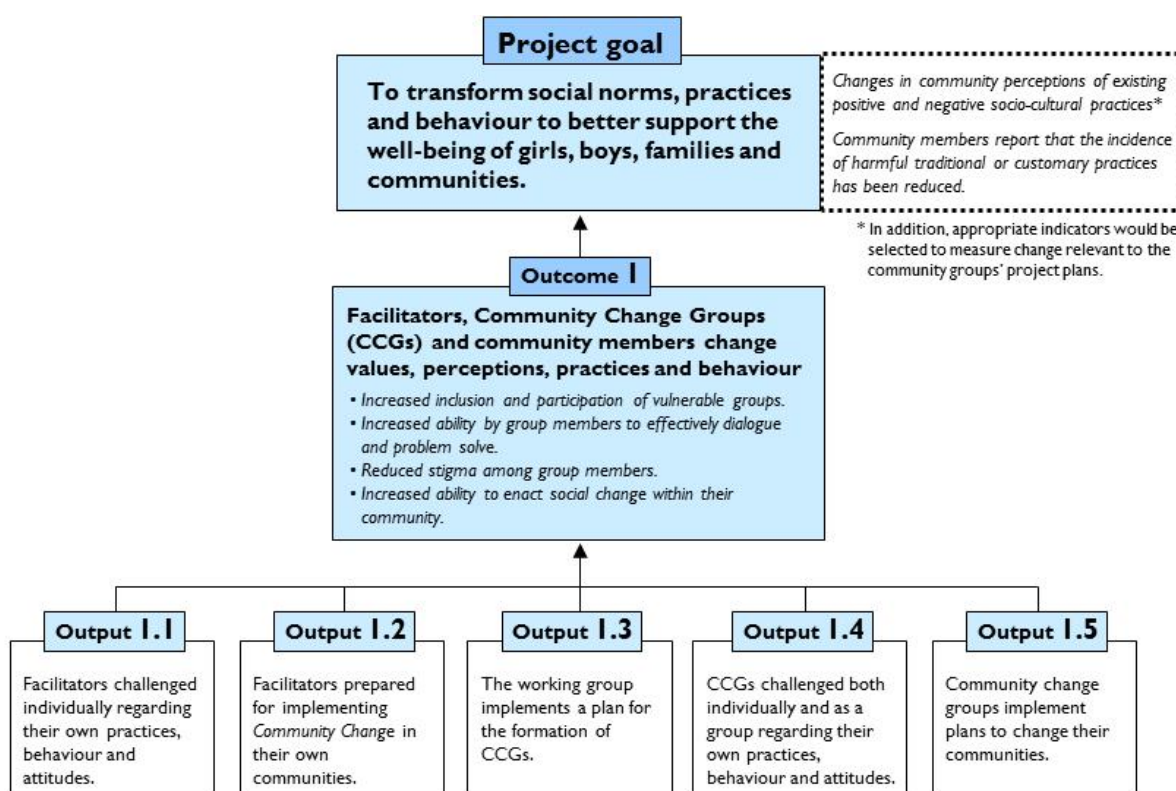 Project goal
To transform social norms, practices
and behaviour to better support the
well-being of girls, boys, families and
communities.
Changes in community perceptions of existing
positive and negative socio-cultural practices*
Community members report that the incidence
of harmful traditional or customary practices
has been reduced.
* In addition, appropriate indicators would be
selected to measure change relevant to the
community groups' project plans.
Outcome 1
Facilitators, Community Change Groups
(CCGs) and community members change
values, perceptions, practices and behaviour
• Increased inclusion and participation of vulnerable groups.
• Increased ability by group members to effectively dialogue
and problem solve.
• Reduced stigma among group members.
• Increased ability to enact social change within their
community.
Output 1.1
Facilitators challenged
individually regarding
their own practices,
behaviour and
attitudes.
Output 1.2
Facilitators prepared
for implementing
Community Change in
their own
communities.
Output 1.3
The working group
implements a plan for
the formation of
CCGs.
Output 1.4
CCGs challenged both
individually and as a
group regarding their
own practices,
behaviour and attitudes.
Output 1.5
Community change
groups implement
plans to change their
communities.